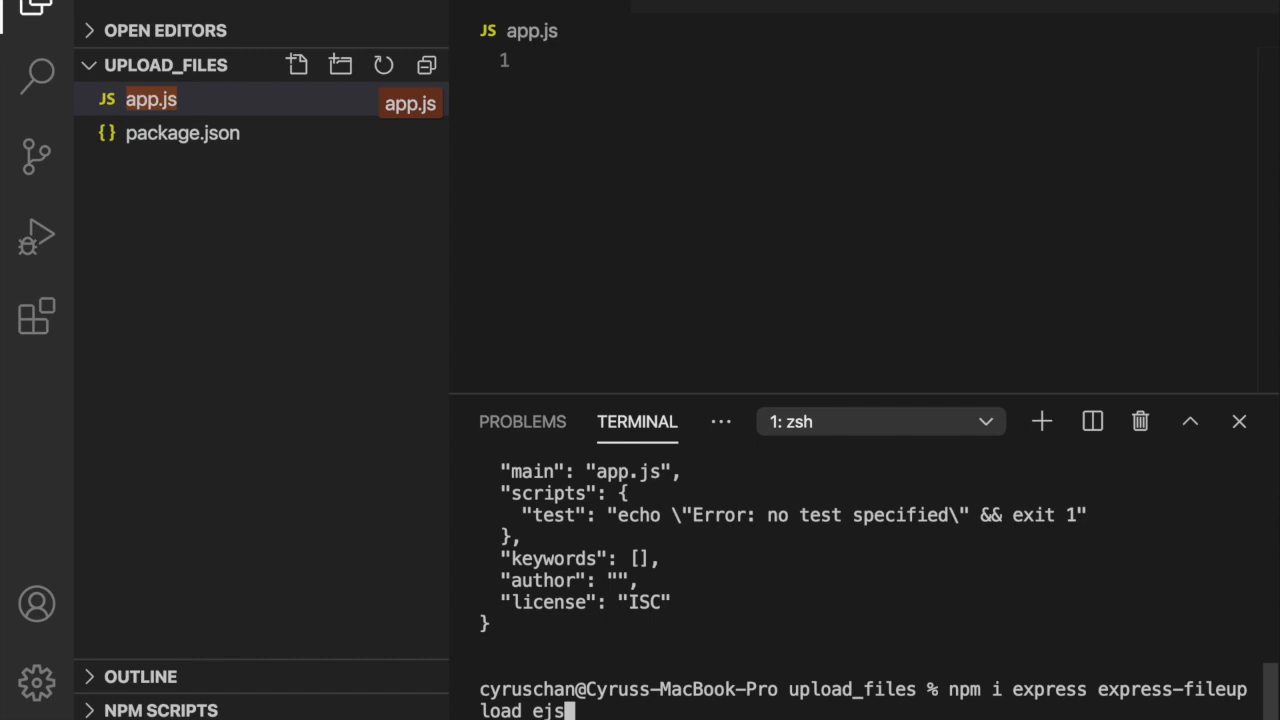 OPEN EDITORS
UPLOAD_FILES
JS app.js
app.js
{} package.json
OUTLINE
NPM SCRIPTS
JS app.js
1
PROBLEMS TERMINAL ··· 1: zsh
"main": "app.js",
"scripts": {
"test": "echo \"Error: no test specified\" && exit 1"
},
"keywords": [],
"author": "",
"license": "ISC"
}
cyruschan@Cyruss-MacBook-Pro upload_files % npm i express express-fileup
load ejs